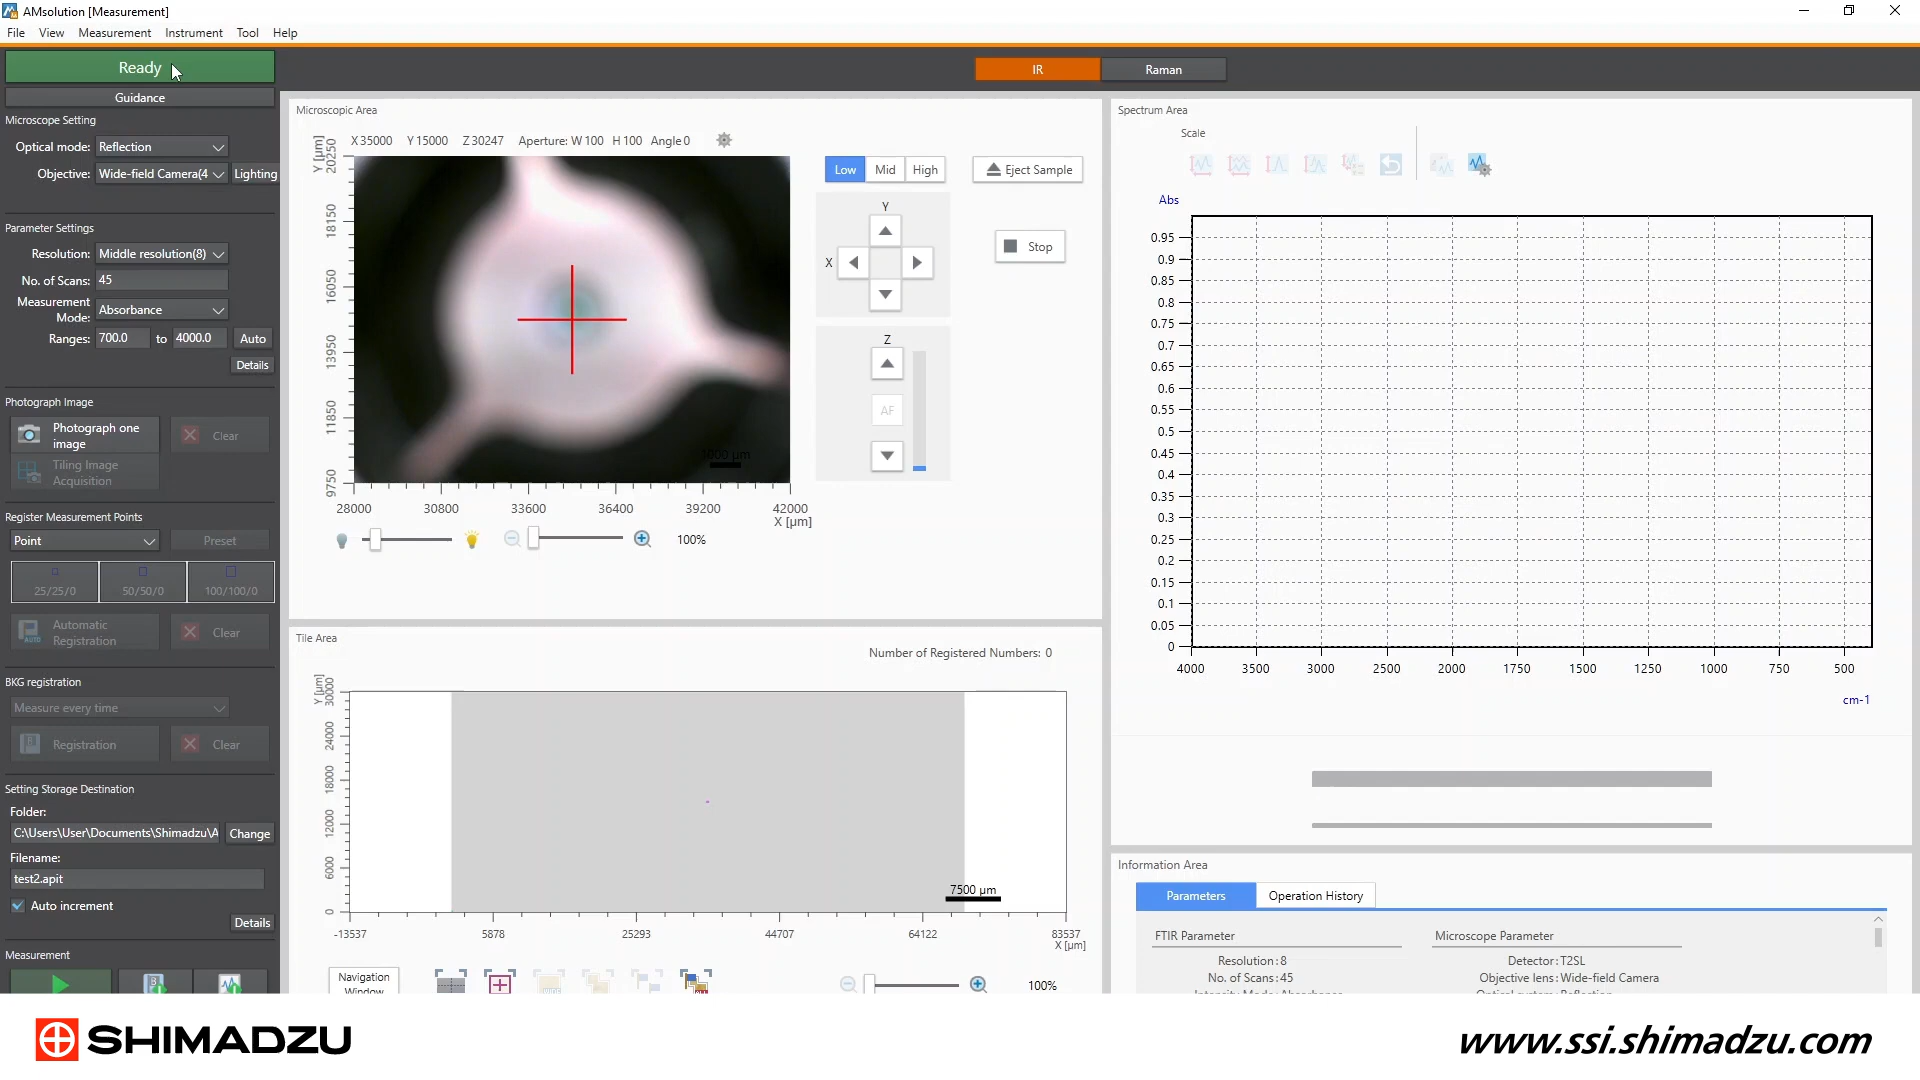 AMsolution [Measurement]
File View Measurement Instrument Tool Help
Ready
Guidance
Microscope Setting
Optical mode: Reflection
Objective: Wide-field Camera(4 Lighting
Parameter Settings
Resolution: Middle resolution(8)
No. of Scans: 45
Measurement
Mode: Absorbance
Ranges: 700.0 to 4000.0 Auto
Details
Photograph Image
Photograph one
image
Clear
Tiling Image
Acquisition
Register Measurement Points
Point Preset
25/25/0 50/50/0 100/100/0
Automatic
Registration
Clear
BKG registration
Measure every time
Registration Clear
Setting Storage Destination
Folder:
C:\Users\User\Documents\Shimadzu\A Change
Filename:
test2.apit
Auto increment
Details
Measurement
IR Raman
Microscopic Area
X35000 Y15000 Z30247 Aperture: W100 H100 Angle0
Y [μm]
20250
18150
16050
13950
11850
9750
1000 μm
28000 30800 33600 36400 39200 42000
X [μm]
100%
Low Mid High
Eject Sample
Y
X
Stop
Z
AF
Tile Area
Number of Registered Numbers: 0
Y [μm]
30000
24000
18000
12000
6000
0
7500 μm
-13537 5878 25293 44707 64122 83537
X [μm]
Navigation
Window
100%
Spectrum Area
Scale
Abs
0.95
0.9
0.85
0.8
0.75
0.7
0.65
0.6
0.55
0.5
0.45
0.4
0.35
0.3
0.25
0.2
0.15
0.1
0.05
0
4000 3500 3000 2500 2000 1750 1500 1250 1000 750 500
cm-1
Information Area
Parameters Operation History
FTIR Parameter
Resolution:8
No. of Scans:45
Microscope Parameter
Detector:T2SL
Objective lens:Wide-field Camera
SHIMADZU
www.ssi.shimadzu.com